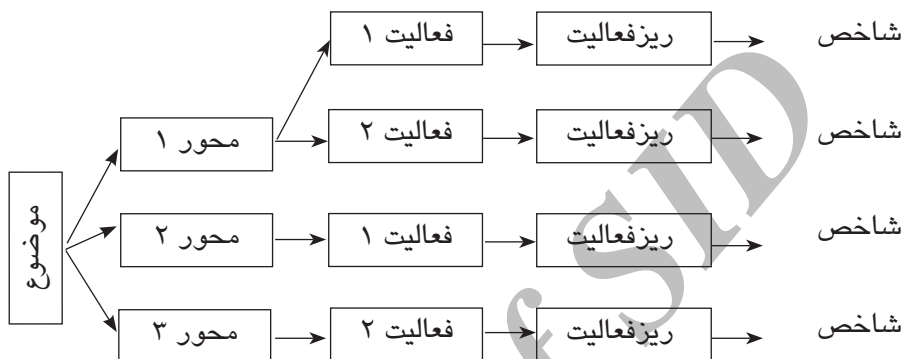 فعالیت ۱ ریزفعالیت شاخص
محور ۱ فعالیت ۲ ریزفعالیت شاخص
موضوع
محور ۲ فعالیت ۱ ریزفعالیت شاخص
محور ۳ فعالیت ۲ ریزفعالیت شاخص
f SID